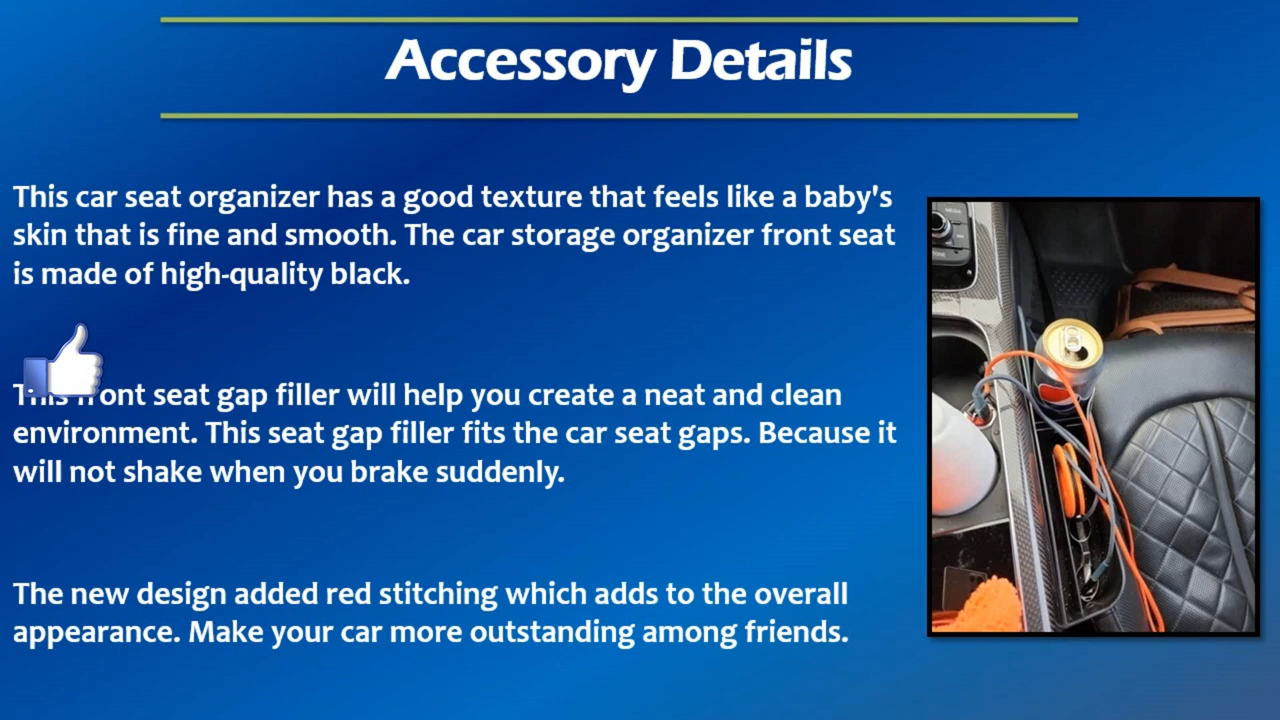 Accessory Details
This car seat organizer has a good texture that feels like a baby's
skin that is fine and smooth. The car storage organizer front seat
is made of high-quality black.
This front seat gap filler will help you create a neat and clean
environment. This seat gap filler fits the car seat gaps. Because it
will not shake when you brake suddenly.
The new design added red stitching which adds to the overall
appearance. Make your car more outstanding among friends.
MEDIA